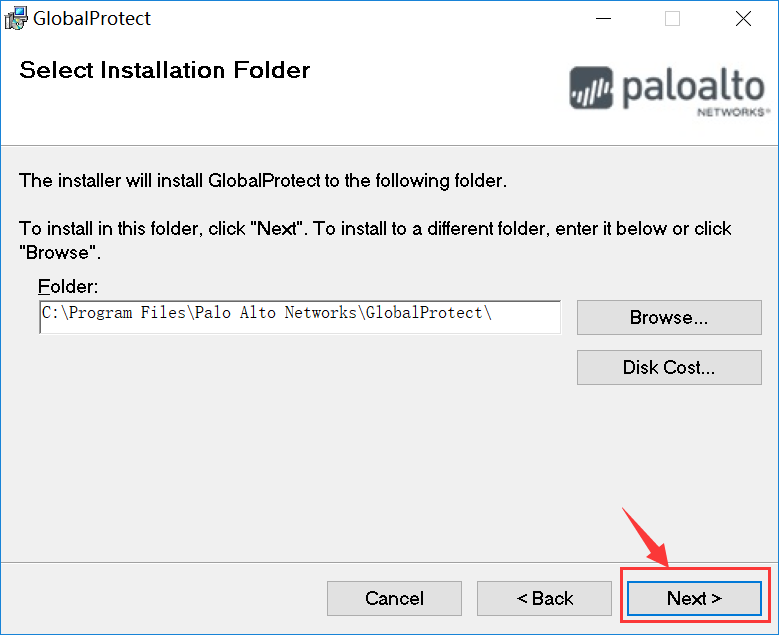 GlobalProtect
Select Installation Folder
paloalto
NETWORKS®
The installer will install GlobalProtect to the following folder.
To install in this folder, click "Next". To install to a different folder, enter it below or click
"Browse".
Folder:
C:\Program Files\Palo Alto Networks\GlobalProtect\
Browse...
Disk Cost...
Cancel
< Back
Next >